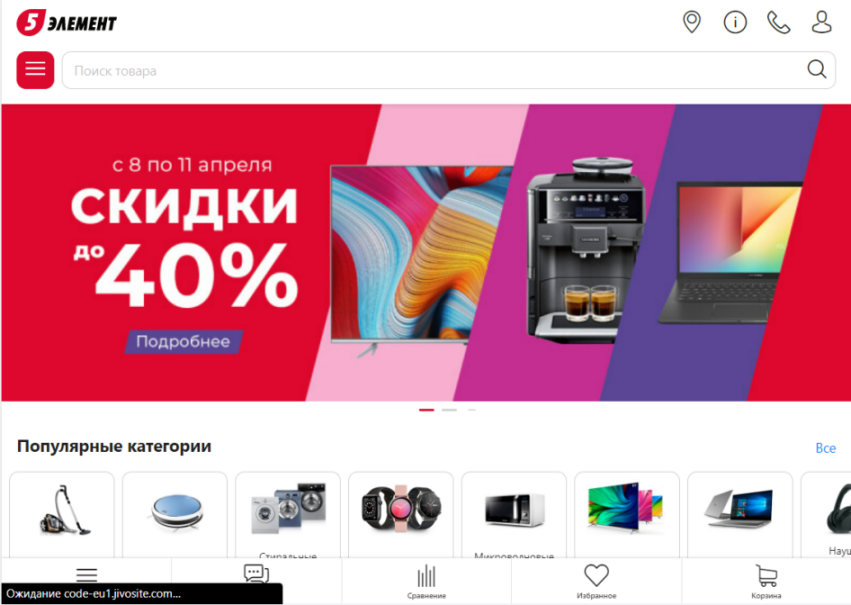 5 ЭЛЕМЕНТ
Поиск товара
с 8 по 11 апреля
СКИДКИ
до 40%
Подробнее
Популярные категории
Все
Стиральные
Микроволновые
Ожидание code-eu1.jivosite.com...
Сравнение
Избранное
Корзина